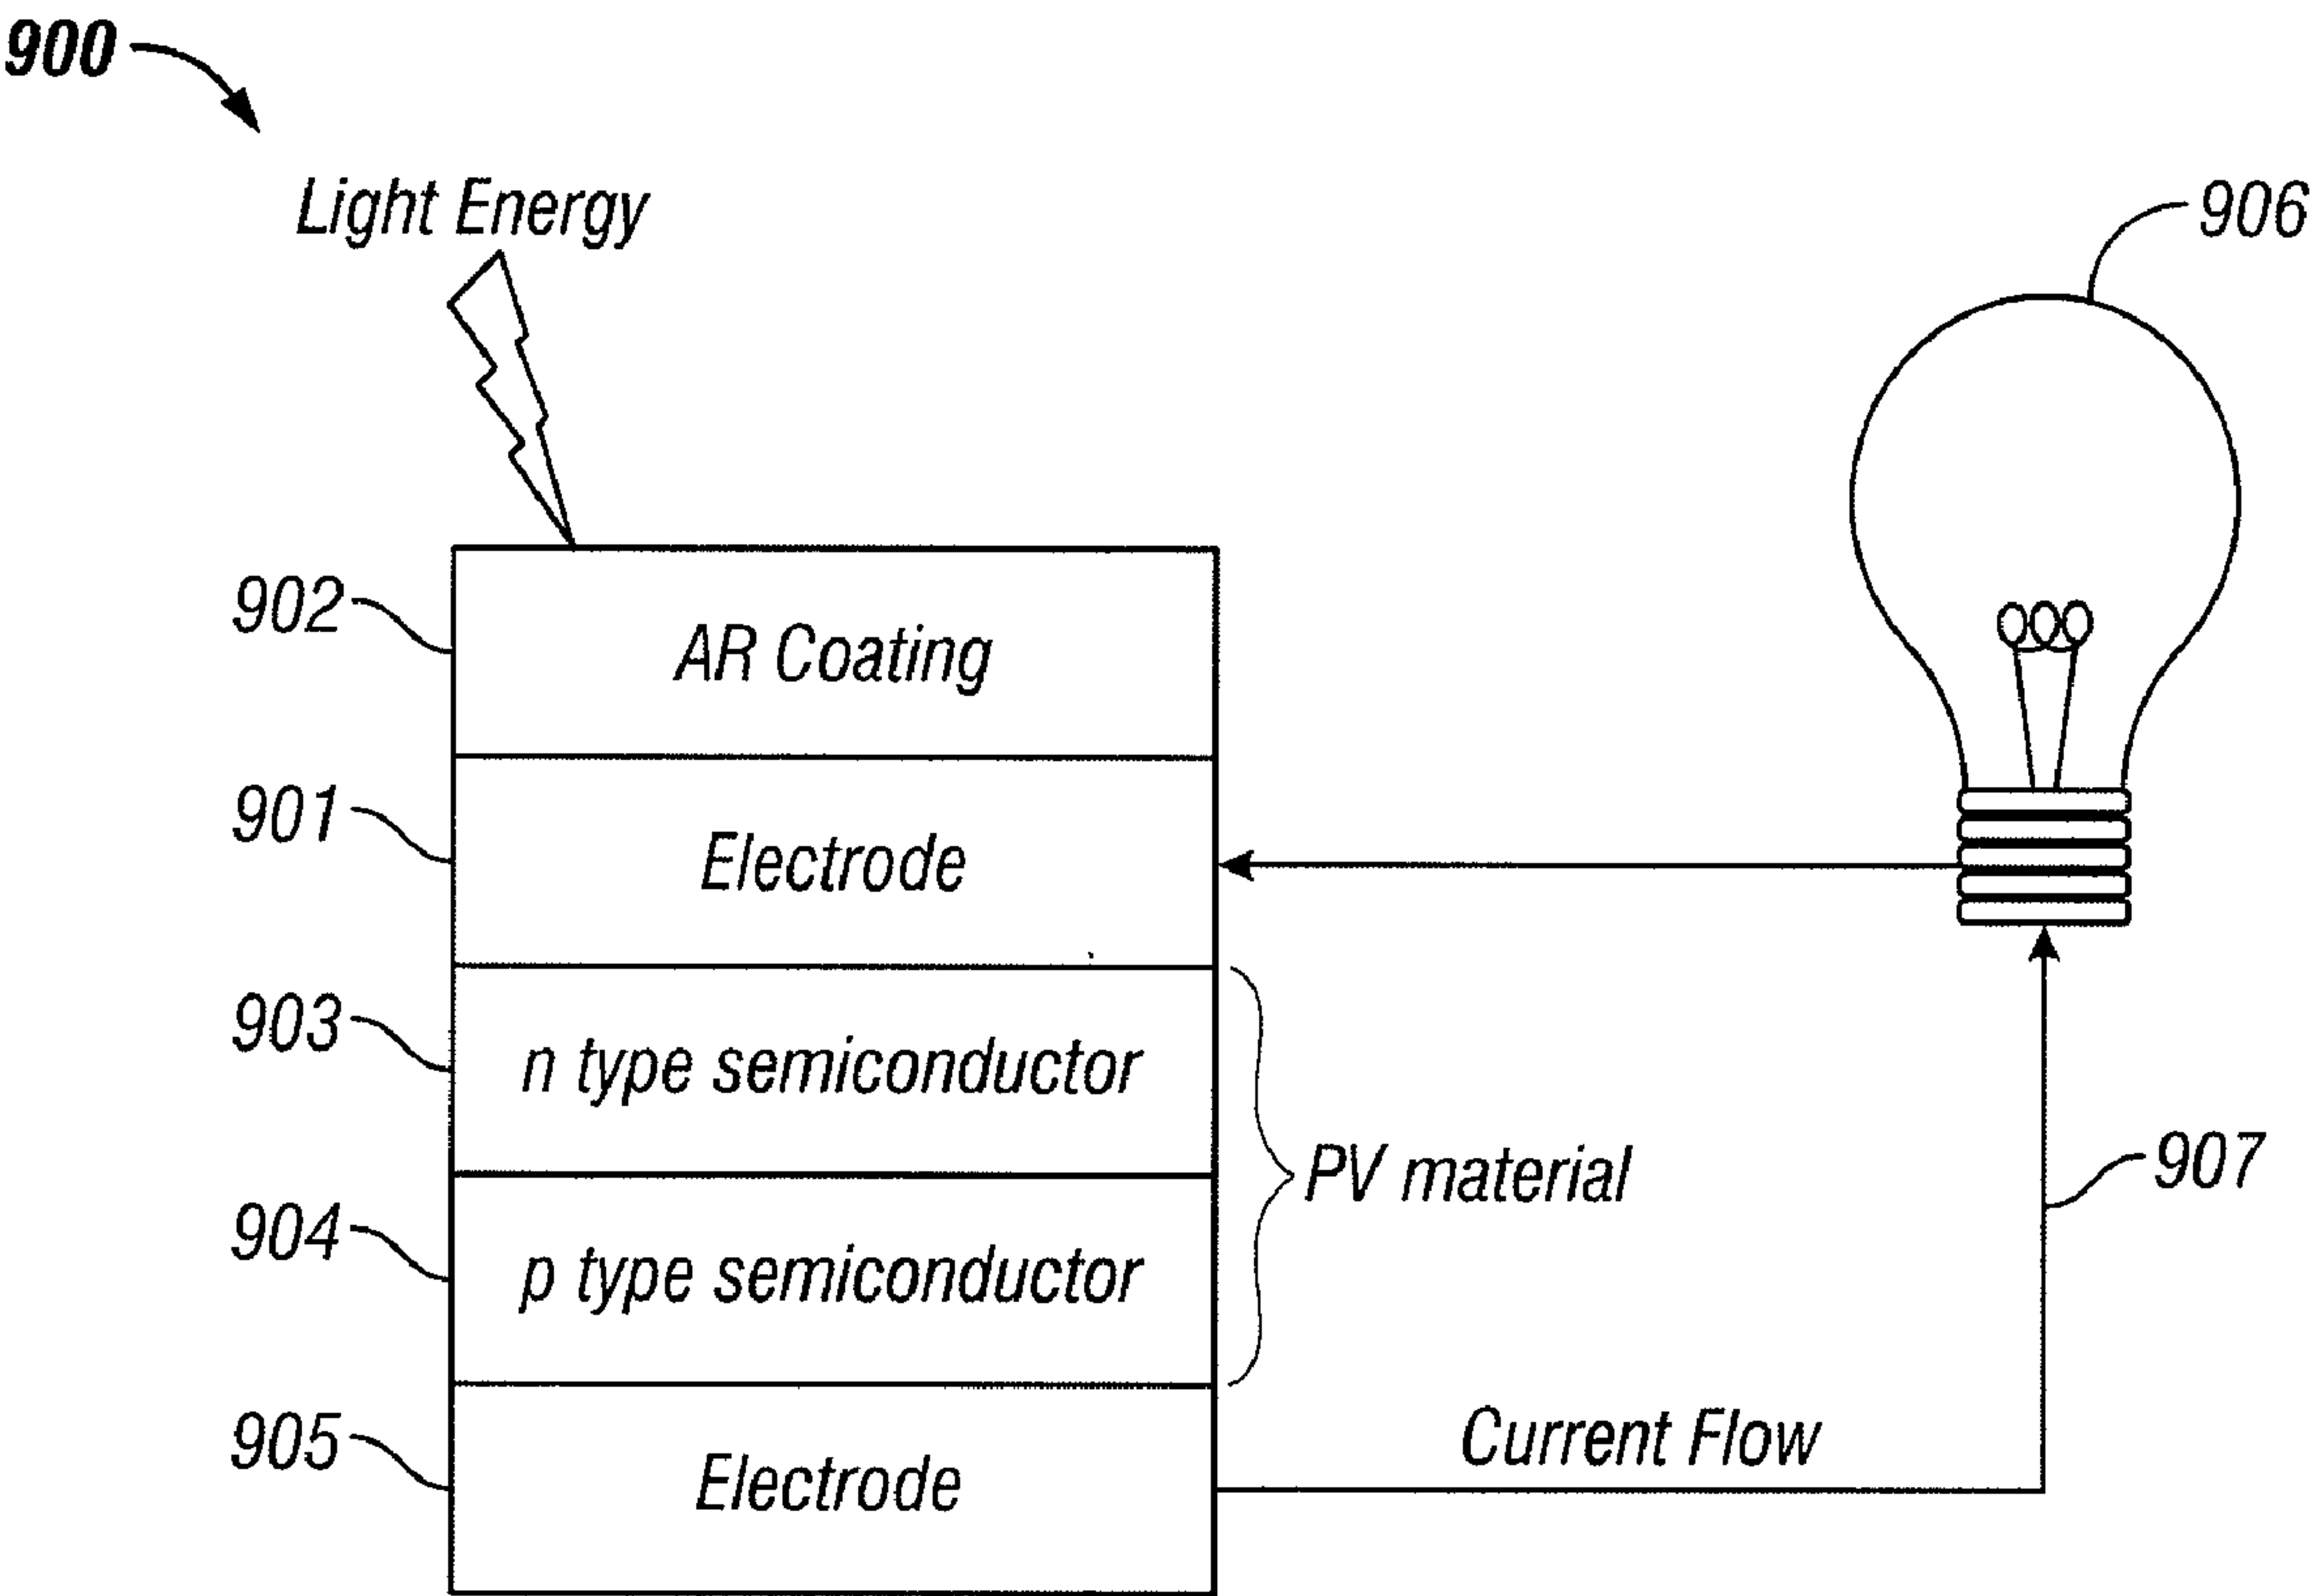 900
Light Energy
906
902
AR Coating
901
Electrode
903
n type semiconductor
PV material
907
904
p type semiconductor
905
Electrode
Current Flow